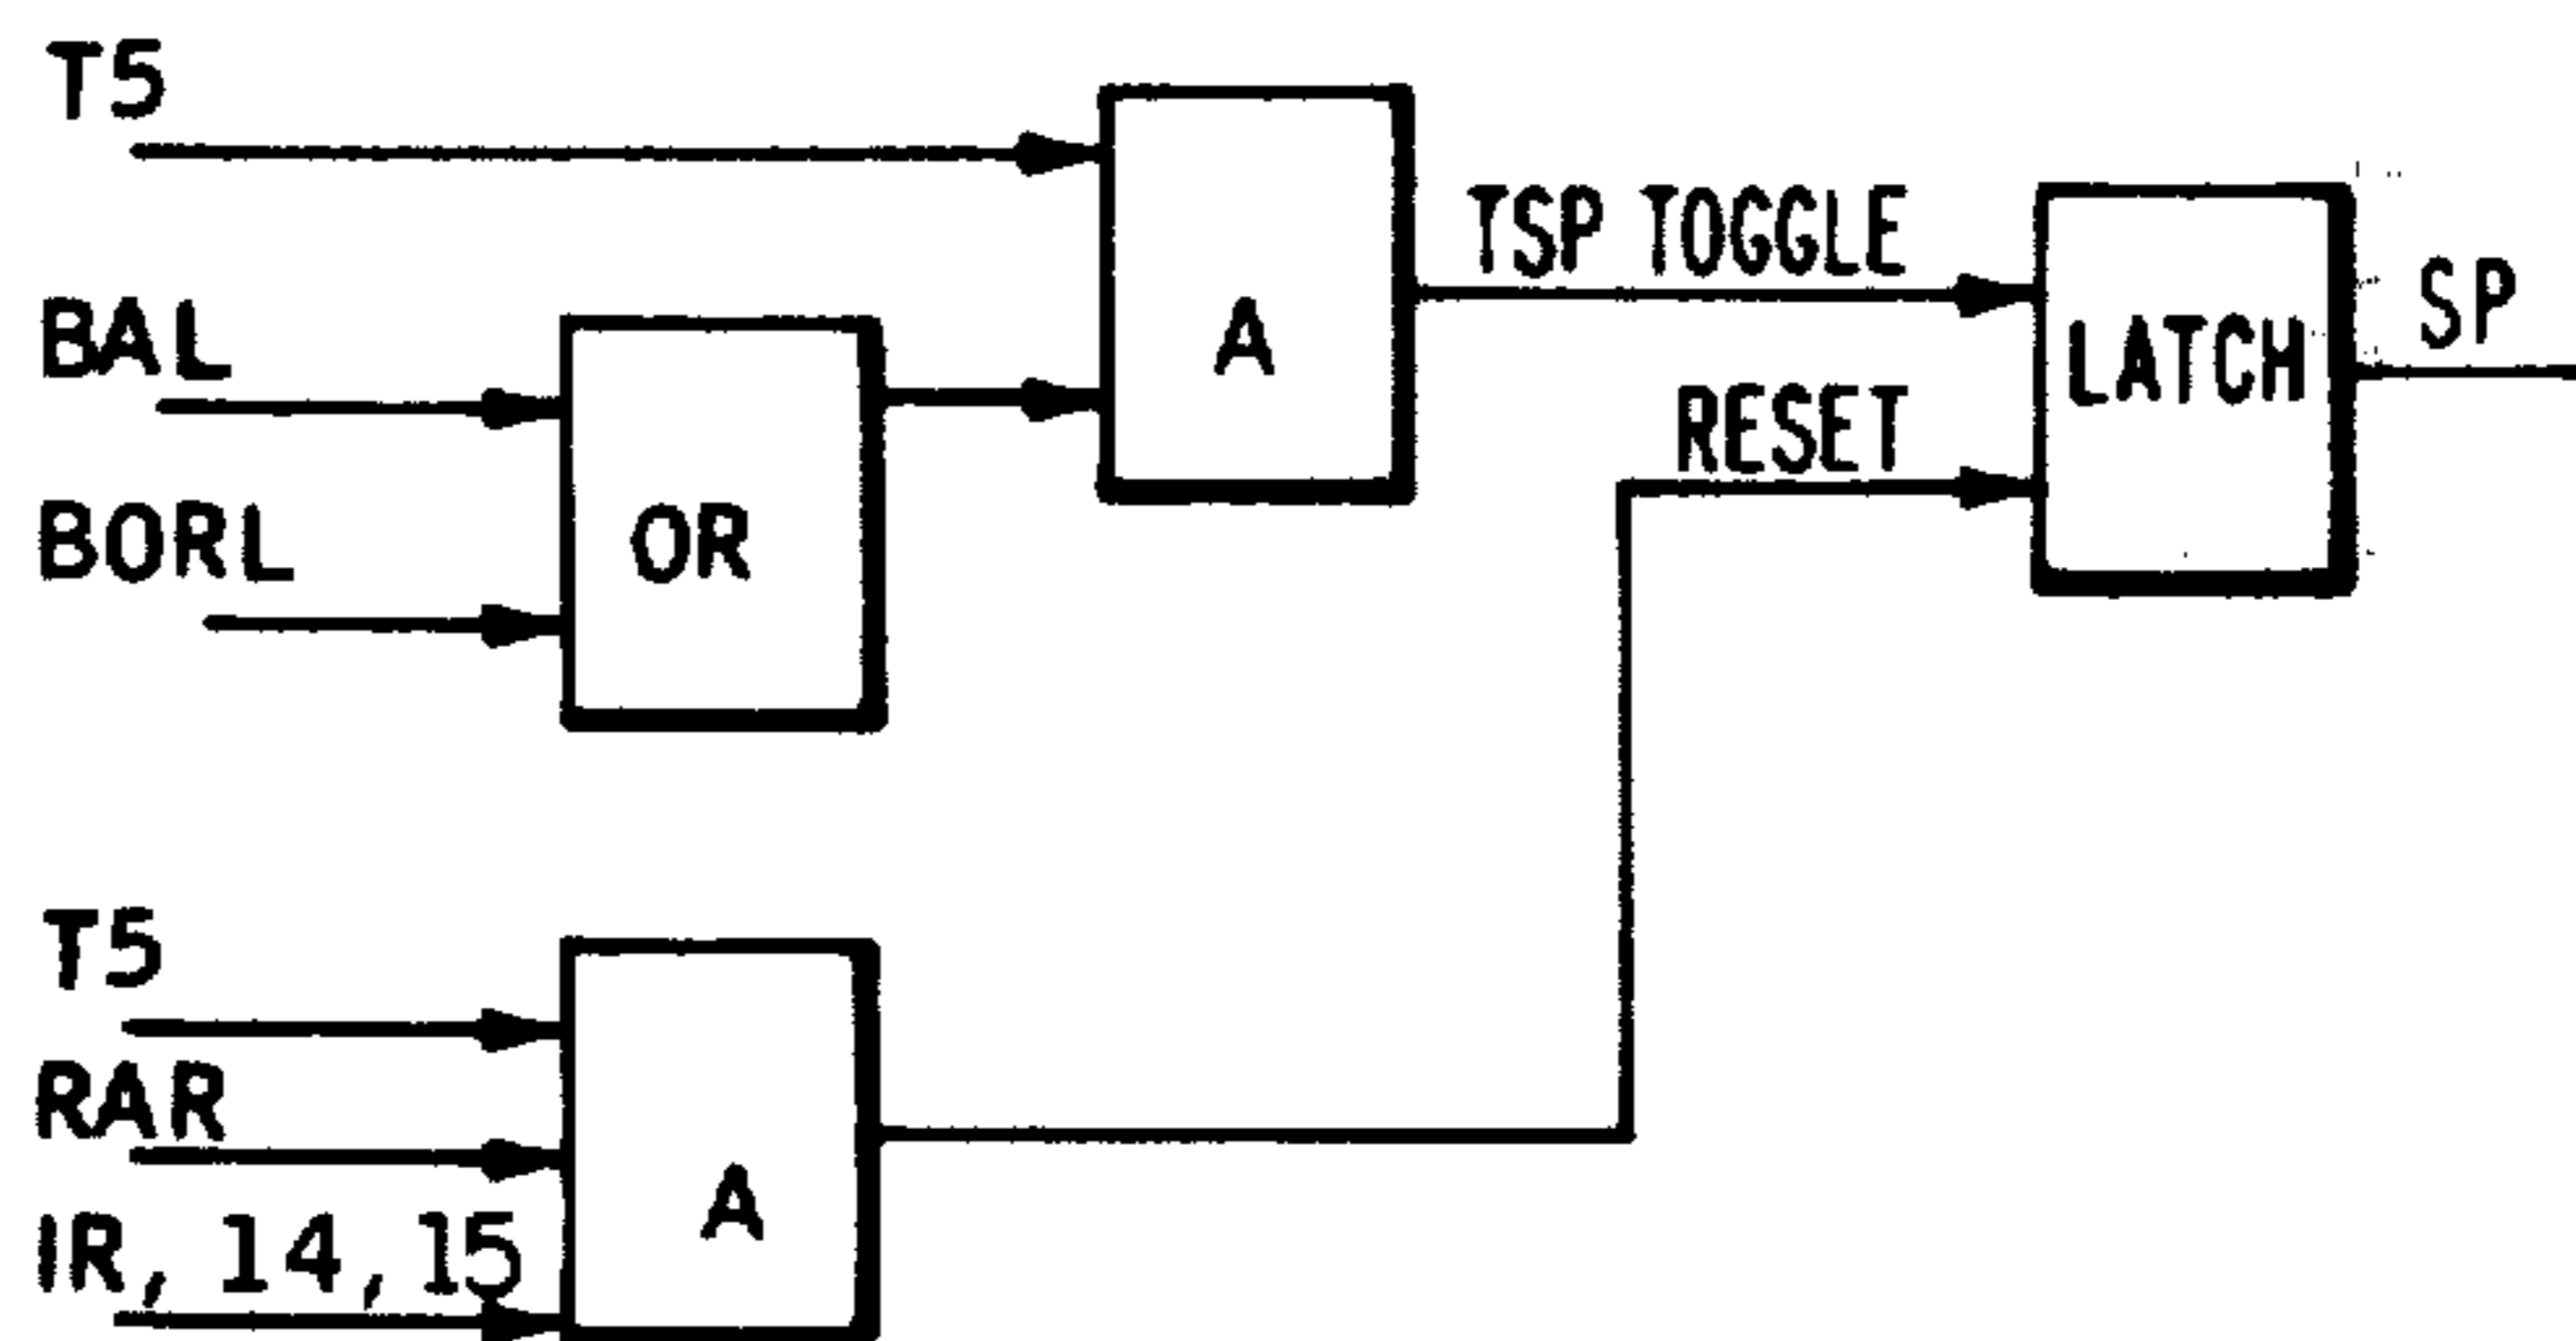 T5
A
TSP TOGGLE
SP
BAL
LATCH
RESET
BORL
OR
T5
RAR
A
IR, 14, 15